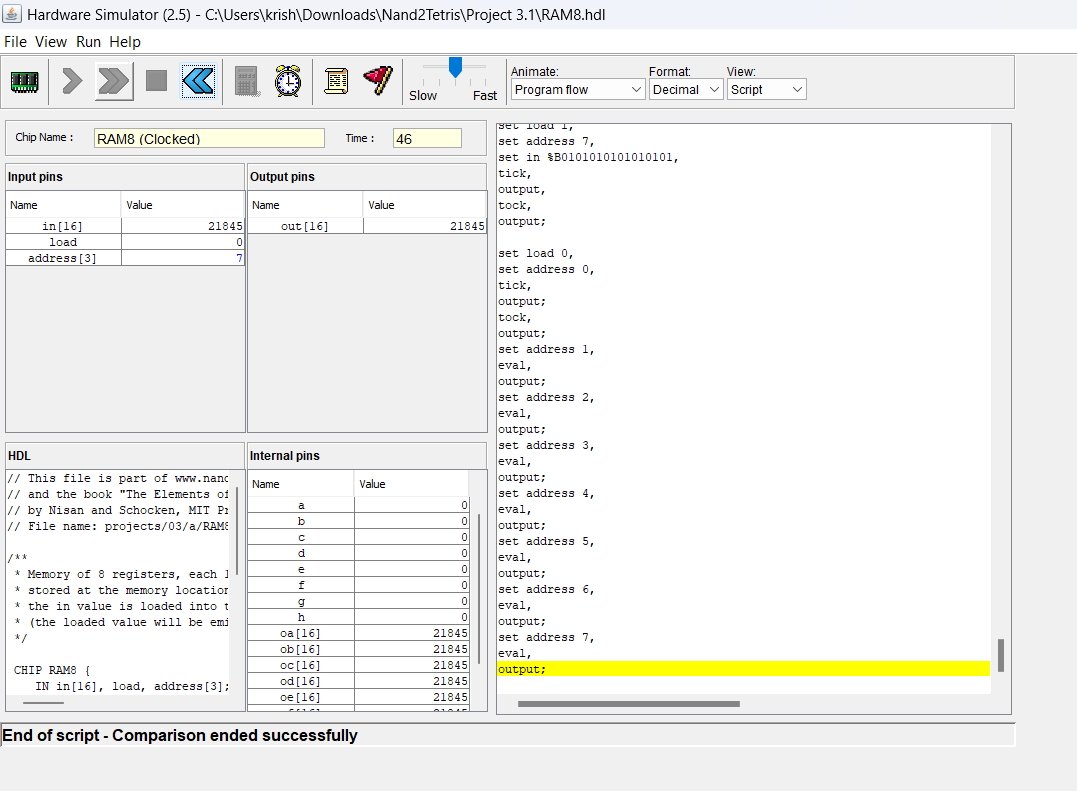 Hardware Simulator (2.5) - C:\Users\krish\Downloads\Nand2Tetris\Project 3.1\RAM8.hdl
File View Run Help
Slow Fast
Animate: Format: View:
Program flow Decimal Script
Chip Name : RAM8 (Clocked) Time : 46
Input pins
Name Value
in[16] 21845
load 0
address[3] 7
Output pins
Name Value
out[16] 21845
HDL
// This file is part of www.nand
// and the book "The Elements of
// by Nisan and Schocken, MIT Pr
// File name: projects/03/a/RAM8
/**
* Memory of 8 registers, each 1
* stored at the memory location
* the in value is loaded into t
* (the loaded value will be emi
*/
CHIP RAM8 {
IN in[16], load, address[3];
Internal pins
Name Value
a 0
b 0
c 0
d 0
e 0
f 0
g 0
h 0
oa[16] 21845
ob[16] 21845
oc[16] 21845
od[16] 21845
oe[16] 21845
set load 1,
set address 7,
set in %B0101010101010101,
tick,
output,
tock,
output;
set load 0,
set address 0,
tick,
output;
tock,
output;
set address 1,
eval,
output;
set address 2,
eval,
output;
set address 3,
eval,
output;
set address 4,
eval,
output;
set address 5,
eval,
output;
set address 6,
eval,
output;
set address 7,
eval,
output;
End of script - Comparison ended successfully